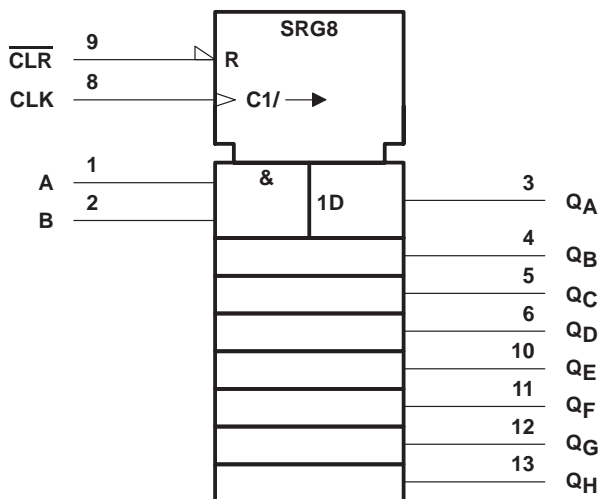 SRG8
CLR 9 R
CLK 8 C1/
A 1 &
B 2 1D
3 QA
4 QB
5 QC
6 QD
10 QE
11 QF
12 QG
13 QH